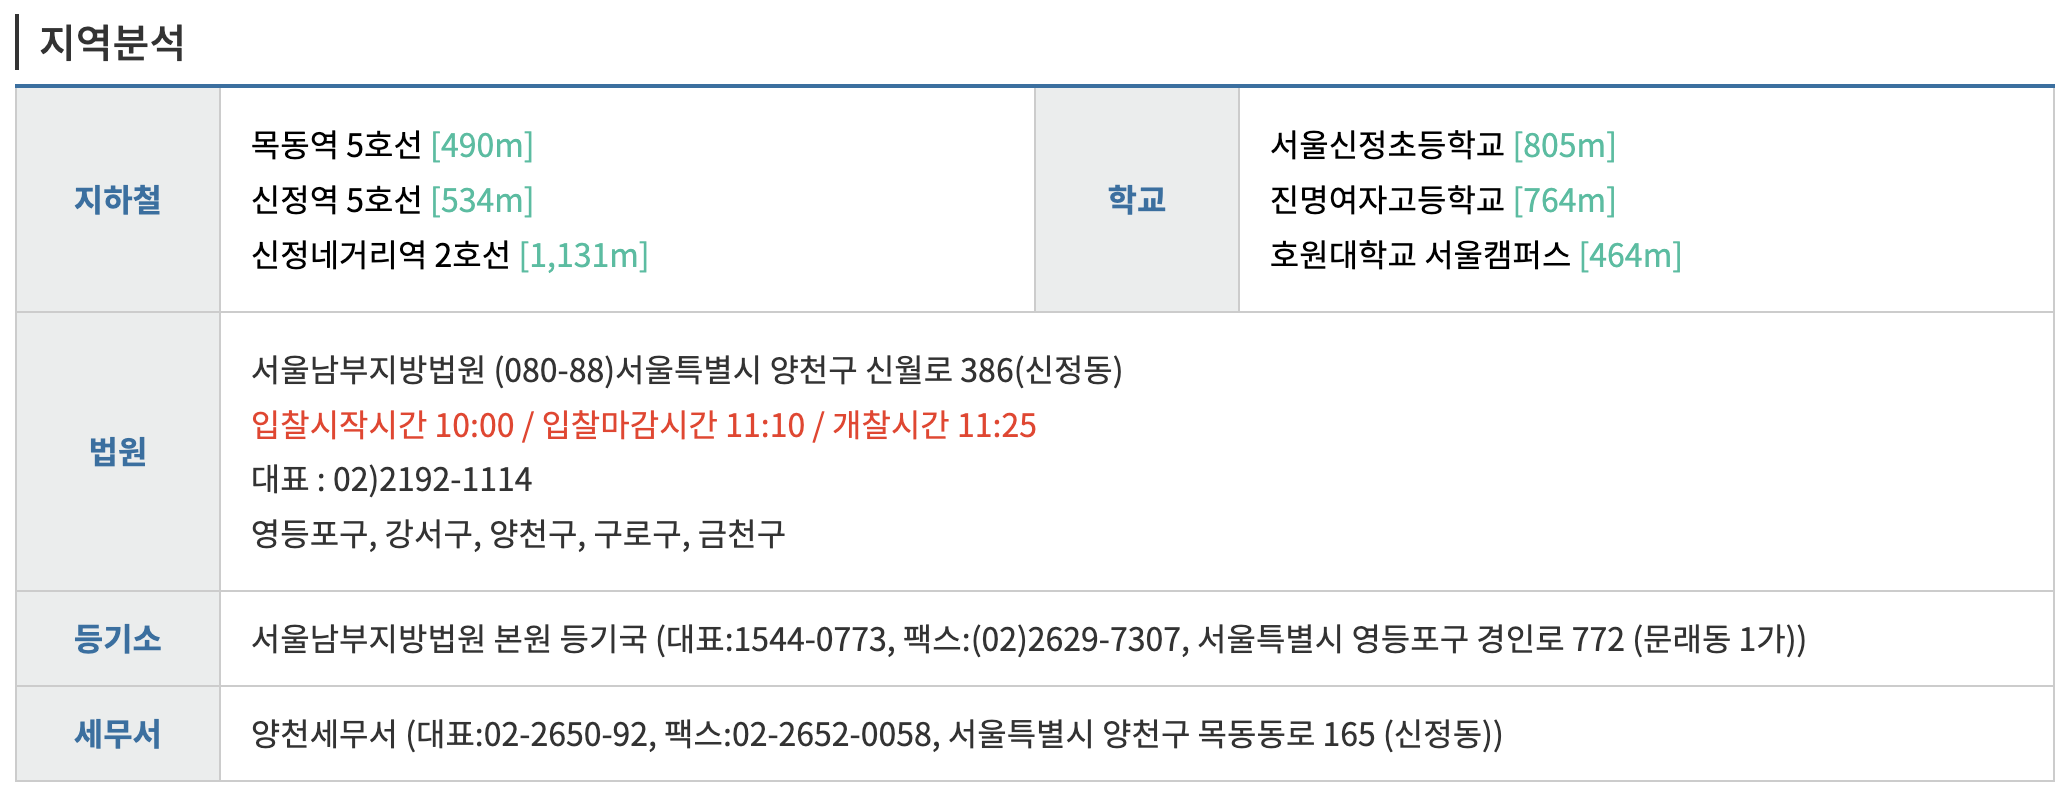 지역분석
지하철
목동역 5호선 [490m]
신정역 5호선 [534m]
신정네거리역 2호선 [1,131m]
학교
서울신정초등학교 [805m]
진명여자고등학교 [764m]
호원대학교 서울캠퍼스 [464m]
법원
서울남부지방법원 (080-88)서울특별시 양천구 신월로 386(신정동)
입찰시작시간 10:00 / 입찰마감시간 11:10 / 개찰시간 11:25
대표 : 02)2192-1114
영등포구, 강서구, 양천구, 구로구, 금천구
등기소
서울남부지방법원 본원 등기국 (대표:1544-0773, 팩스:(02)2629-7307, 서울특별시 영등포구 경인로 772 (문래동 1가))
세무서
양천세무서 (대표:02-2650-92, 팩스:02-2652-0058, 서울특별시 양천구 목동동로 165 (신정동))